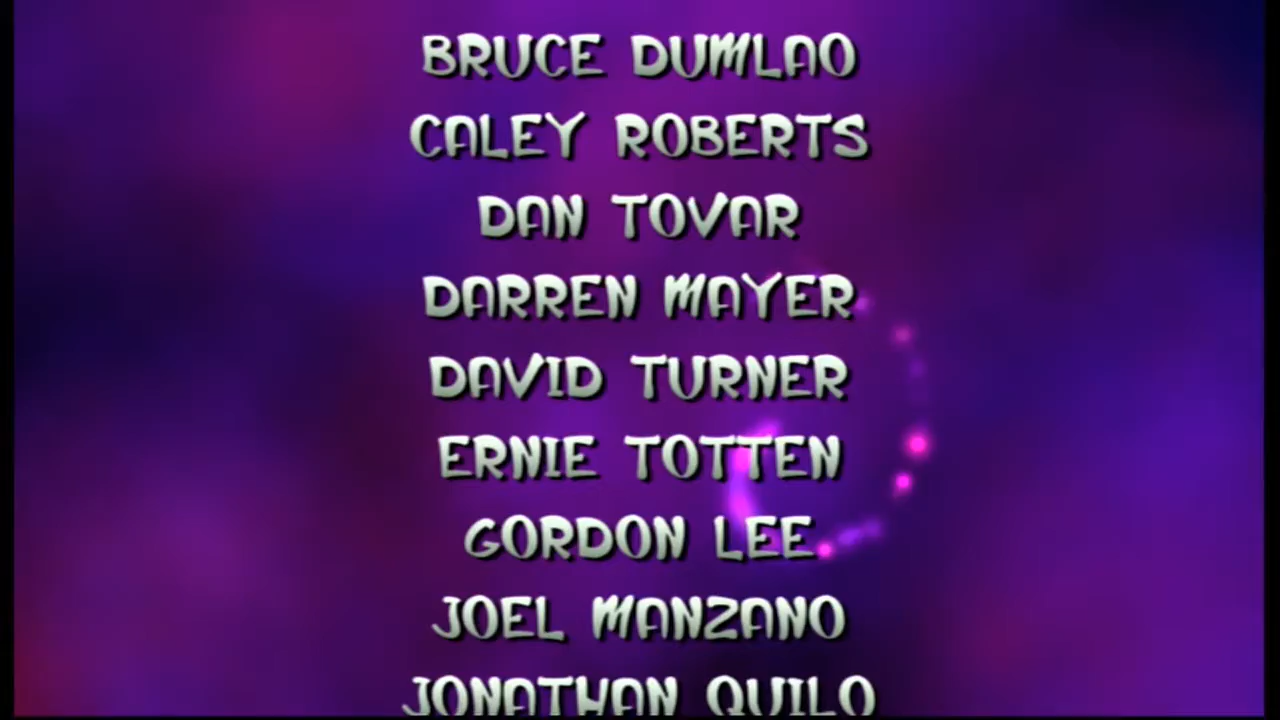 BRUCE DUMLAO
CALEY ROBERTS
DAN TOVAR
DARREN MAYER
DAVID TURNER
ERNIE TOTTEN
GORDON LEE
JOEL MANZANO
JONATHAN QUILO